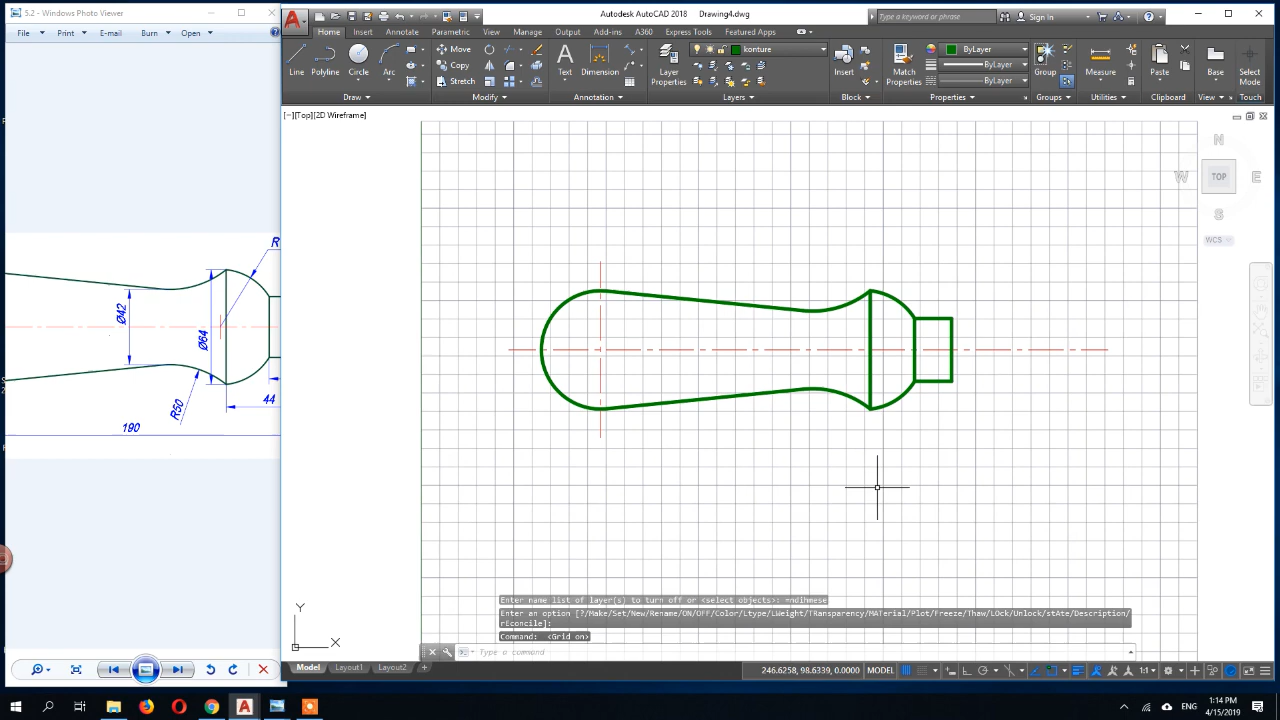 5.2 - Windows Photo Viewer
File Print E-mail Burn Open
R
Ø42
Ø64
R50
44
190
Autodesk AutoCAD 2018 Drawing4.dwg
Type a keyword or phrase
Sign In
Home Insert Annotate Parametric View Manage Output Add-ins A360 Express Tools Featured Apps
Line Polyline Circle Arc
Move
Copy
Stretch
Text Dimension
Layer
Properties
konture
Insert
Match
Properties
ByLayer
ByLayer
ByLayer
Group
Measure
Paste
Base
Select
Mode
Draw Modify Annotation Layers Block Properties Groups Utilities Clipboard View Touch
[−][Top][2D Wireframe]
N
W TOP E
S
WCS
Y
X
Enter name list of layer(s) to turn off or <select objects>: =ndihmese
Enter an option [?/Make/Set/New/Rename/ON/OFF/Color/Ltype/LWeight/TRansparency/MATerial/Plot/Freeze/Thaw/LOck/Unlock/stAte/Description/
rEconcile]:
Command: <Grid on>
Type a command
Model Layout1 Layout2 +
246.6258, 98.6339, 0.0000 MODEL
1:1
ENG
1:14 PM
4/15/2019